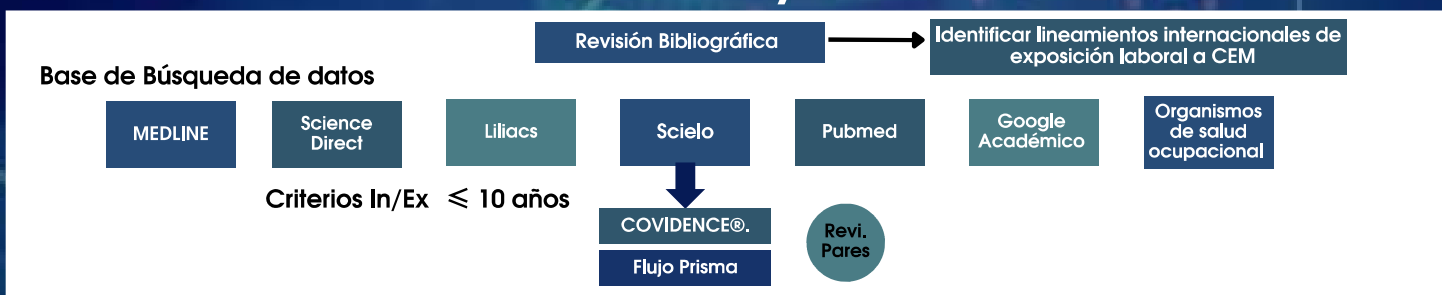 Revisión Bibliográfica
Identificar lineamientos internacionales de
exposición laboral a CEM
Base de Búsqueda de datos
MEDLINE
Science
Direct
Liliacs
Scielo
Pubmed
Google
Académico
Organismos
de salud
ocupacional
Criterios In/Ex ≤ 10 años
COVIDENCE®.
Flujo Prisma
Revi.
Pares